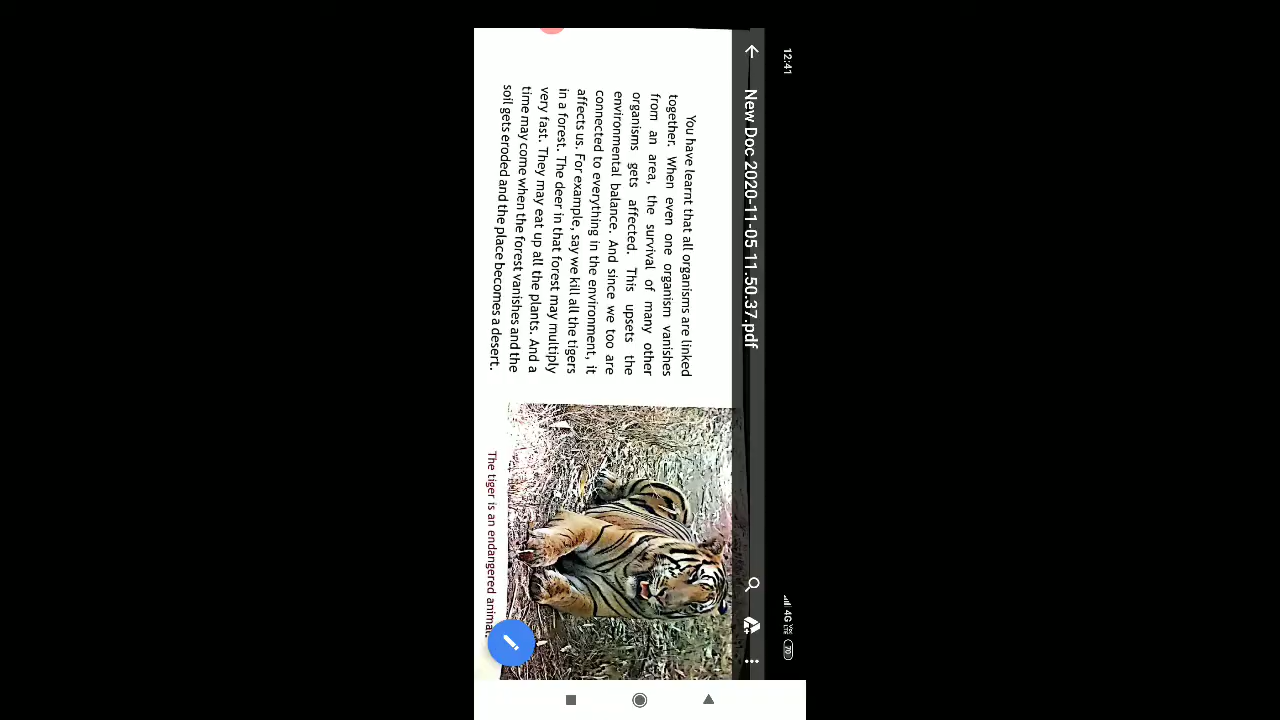 12:41
4G
VoLTE
70
New Doc 2020-11-05 11.50.37.pdf
You have learnt that all organisms are linked
together. When even one organism vanishes
from an area, the survival of many other
organisms gets affected. This upsets the
environmental balance. And since we too are
connected to everything in the environment, it
affects us. For example, say we kill all the tigers
in a forest. The deer in that forest may multiply
very fast. They may eat up all the plants. And a
time may come when the forest vanishes and the
soil gets eroded and the place becomes a desert.
The tiger is an endangered animal.